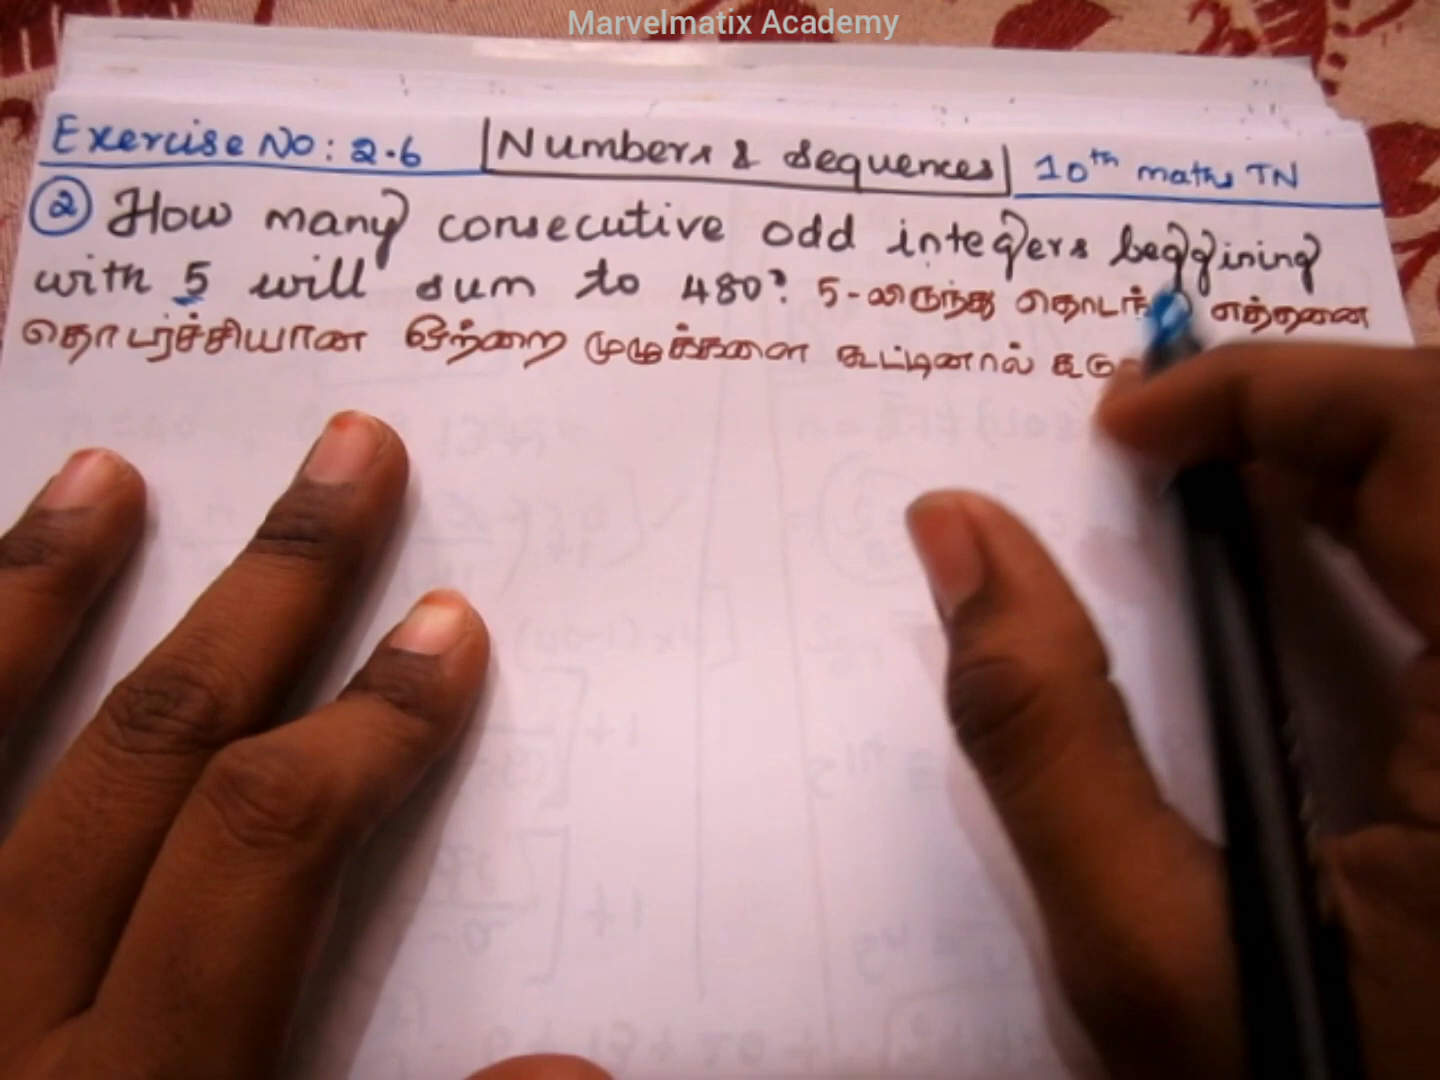 Marvelmatix Academy
Exercise No: 2.6 Numbers & Sequences 10th maths TN
② How many consecutive odd integers beggining
with 5 will sum to 480? 5-லிருந்து எத்தனை
தொடர்ச்சியான ஒற்றை முழுக்களை கூட்டினால்